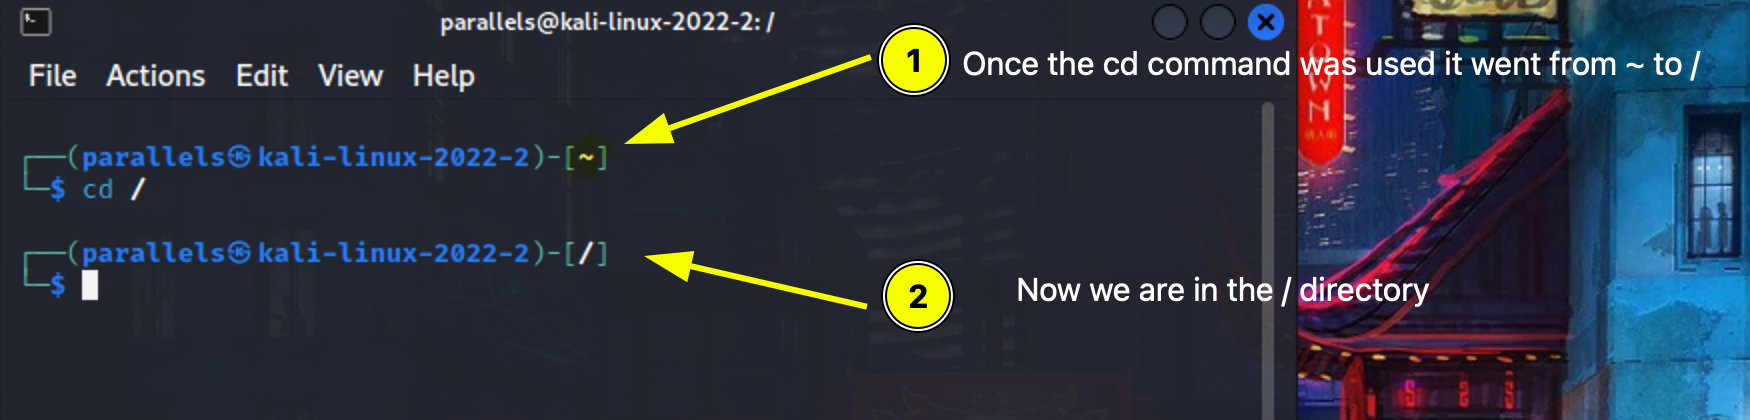 parallels@kali-linux-2022-2: /
File Actions Edit View Help
1 Once the cd command was used it went from ~ to /
┌──(parallels㉿kali-linux-2022-2)-[~]
└─$ cd /
┌──(parallels㉿kali-linux-2022-2)-[/]
└─$
2 Now we are in the / directory
ATOWN